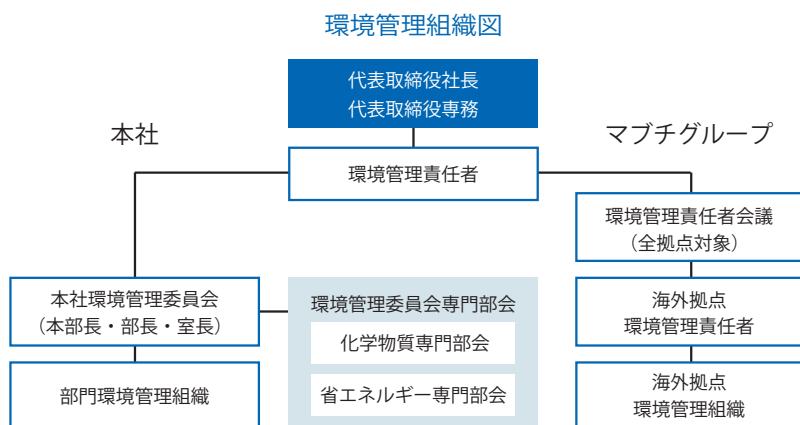 環境管理組織図
代表取締役社長
代表取締役専務
本社
マブチグループ
環境管理責任者
環境管理責任者会議
（全拠点対象）
本社環境管理委員会
（本部長・部長・室長）
環境管理委員会専門部会
化学物質専門部会
省エネルギー専門部会
海外拠点
環境管理責任者
部門環境管理組織
海外拠点
環境管理組織